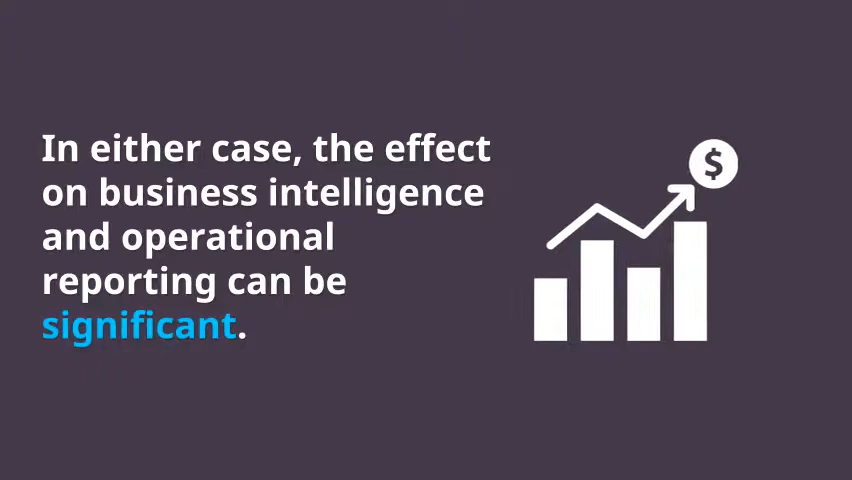 In either case, the effect
on business intelligence
and operational
reporting can be
significant.
$